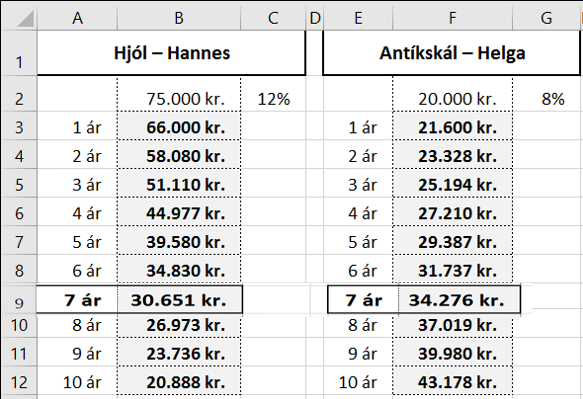 A B C D E F G
1 Hjól – Hannes Antíkskál – Helga
2 75.000 kr. 12% 20.000 kr. 8%
3 1 ár 66.000 kr. 1 ár 21.600 kr.
4 2 ár 58.080 kr. 2 ár 23.328 kr.
5 3 ár 51.110 kr. 3 ár 25.194 kr.
6 4 ár 44.977 kr. 4 ár 27.210 kr.
7 5 ár 39.580 kr. 5 ár 29.387 kr.
8 6 ár 34.830 kr. 6 ár 31.737 kr.
9 7 ár 30.651 kr. 7 ár 34.276 kr.
10 8 ár 26.973 kr. 8 ár 37.019 kr.
11 9 ár 23.736 kr. 9 ár 39.980 kr.
12 10 ár 20.888 kr. 10 ár 43.178 kr.